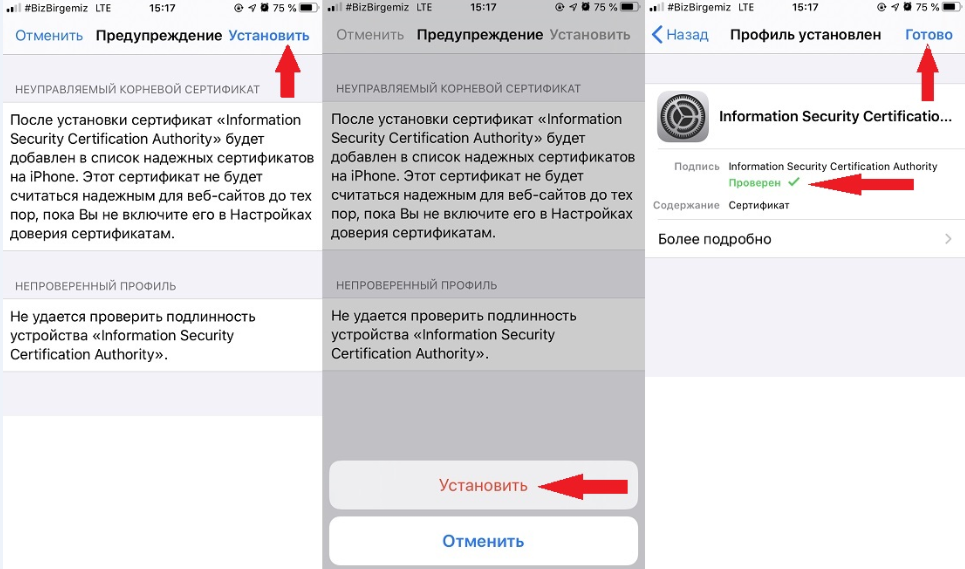 #BizBirgemiz LTE 15:17 75 %
Отменить Предупреждение Установить
НЕУПРАВЛЯЕМЫЙ КОРНЕВОЙ СЕРТИФИКАТ
После установки сертификат «Information
Security Certification Authority» будет
добавлен в список надежных сертификатов
на iPhone. Этот сертификат не будет
считаться надежным для веб-сайтов до тех
пор, пока Вы не включите его в Настройках
доверия сертификатам.
НЕПРОВЕРЕННЫЙ ПРОФИЛЬ
Не удается проверить подлинность
устройства «Information Security
Certification Authority».
#BizBirgemiz LTE 15:17 75 %
Отменить Предупреждение Установить
НЕУПРАВЛЯЕМЫЙ КОРНЕВОЙ СЕРТИФИКАТ
После установки сертификат «Information
Security Certification Authority» будет
добавлен в список надежных сертификатов
на iPhone. Этот сертификат не будет
считаться надежным для веб-сайтов до тех
пор, пока Вы не включите его в Настройках
доверия сертификатам.
НЕПРОВЕРЕННЫЙ ПРОФИЛЬ
Не удается проверить подлинность
устройства «Information Security
Certification Authority».
Установить
Отменить
#BizBirgemiz LTE 15:17 75 %
Назад Профиль установлен Готово
Information Security Certificatio...
Подпись Information Security Certification Authority
Проверен
Содержание Сертификат
Более подробно